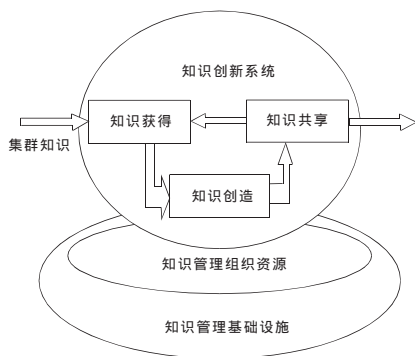 知识创新系统
知识获得
知识共享
集群知识
知识创造
知识管理组织资源
知识管理基础设施